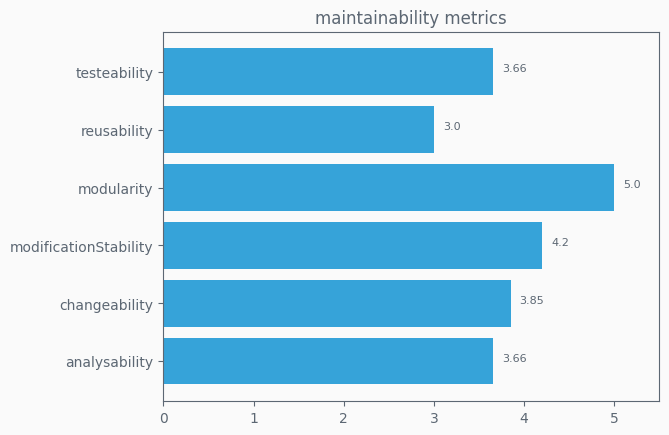 maintainability metrics
testeability
3.66
reusability
3.0
modularity
5.0
modificationStability
4.2
changeability
3.85
analysability
3.66
0 1 2 3 4 5